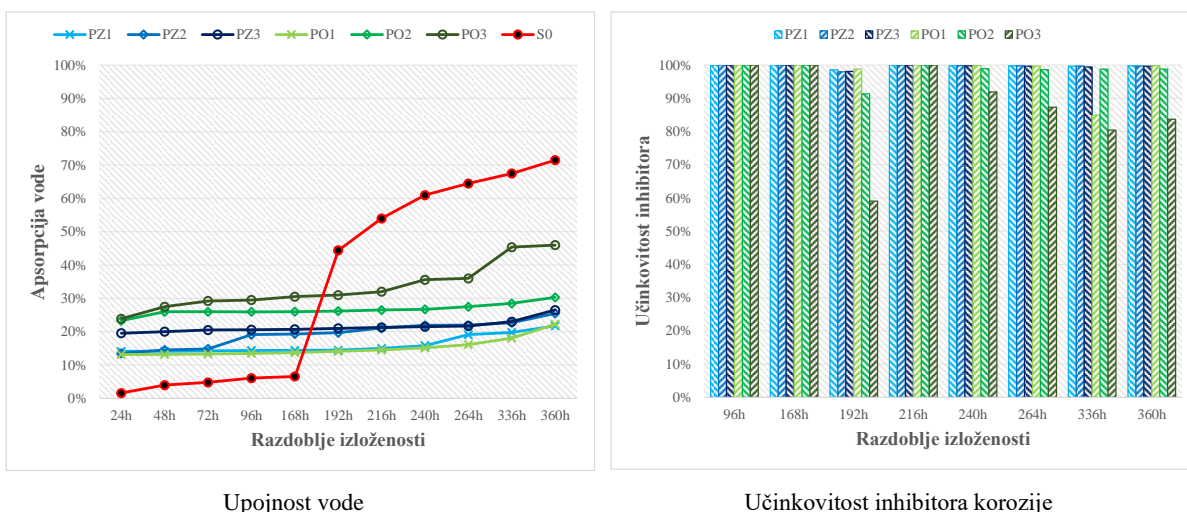 PZ1 PZ2 PZ3 PO1 PO2 PO3 S0
100%
90%
80%
70%
60%
50%
40%
30%
20%
10%
0%
Apsorpcija vode
24h 48h 72h 96h 168h 192h 216h 240h 264h 336h 360h
Razdoblje izloženosti
Upojnost vode
PZ1 PZ2 PZ3 PO1 PO2 PO3
100%
90%
80%
70%
60%
50%
40%
30%
20%
10%
0%
Učinkovitost inhibitora
96h 168h 192h 216h 240h 264h 336h 360h
Razdoblje izloženosti
Učinkovitost inhibitora korozije